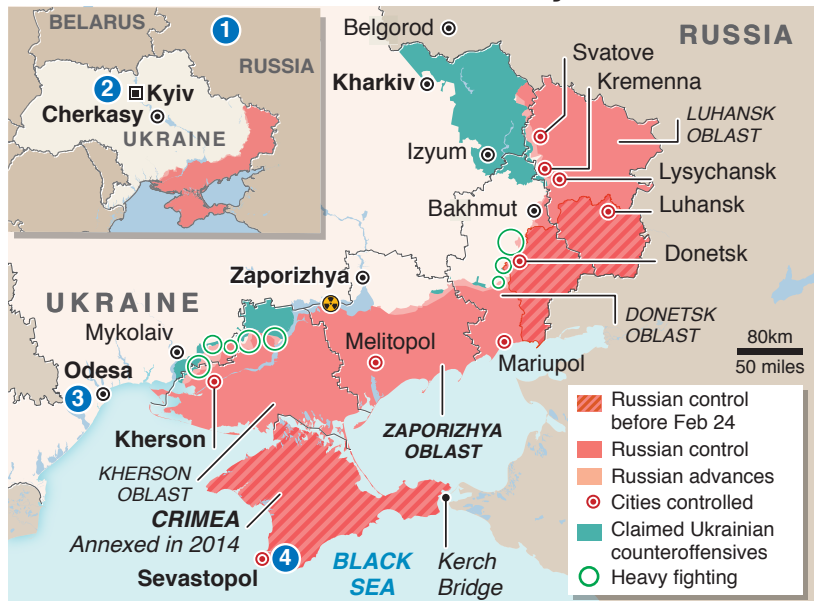 BELARUS
1
RUSSIA
2
Kyiv
Cherkasy
UKRAINE
Belgorod
RUSSIA
Svatove
Kharkiv
Kremenna
LUHANSK
OBLAST
Izyum
Lysychansk
Bakhmut
Luhansk
Donetsk
Zaporizhya
UKRAINE
DONETSK
OBLAST
Mykolaiv
Melitopol
Mariupol
80km
50 miles
Odesa
3
Kherson
ZAPORIZHYA
OBLAST
KHERSON
OBLAST
CRIMEA
Annexed in 2014
Sevastopol
4
BLACK
SEA
Kerch
Bridge
Russian control
before Feb 24
Russian control
Russian advances
Cities controlled
Claimed Ukrainian
counteroffensives
Heavy fighting